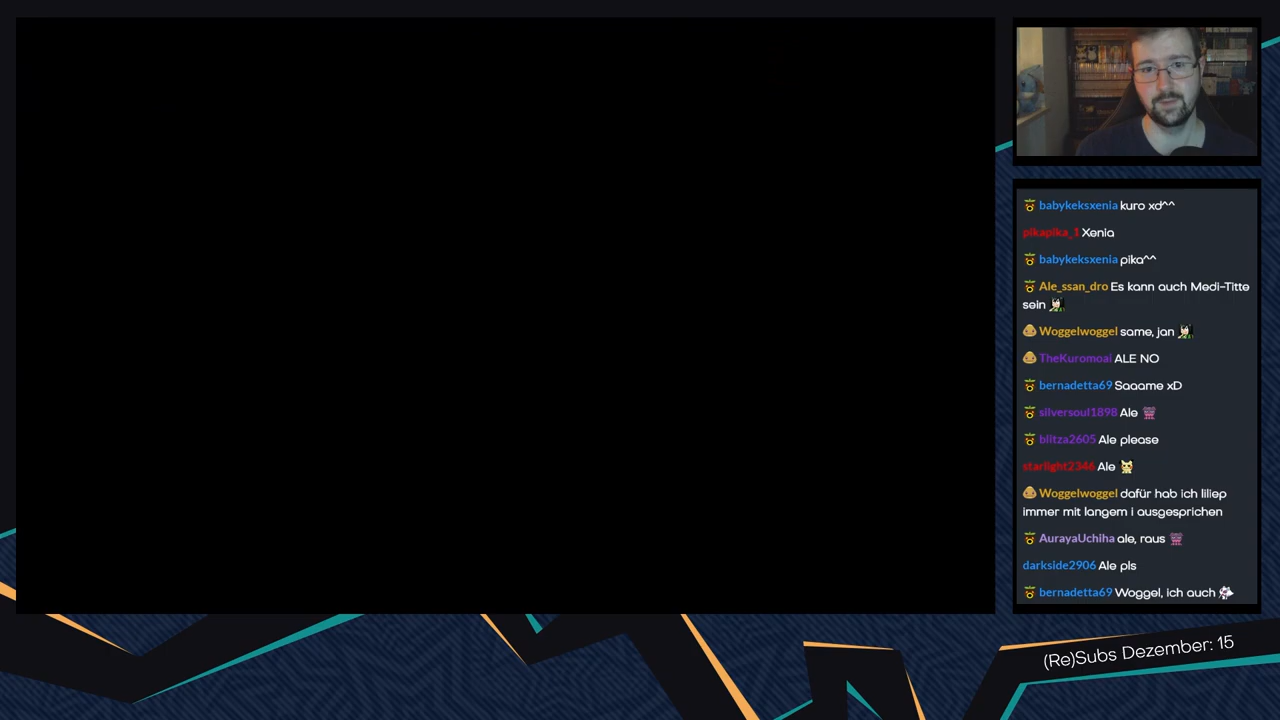 babykeksxenia kuro xd^^
pikapika_1 Xenia
babykeksxenia pika^^
Ale_ssan_dro Es kann auch Medi-Titte
sein
Woggelwoggel same, jan
TheKuromoai ALE NO
bernadetta69 Saaame xD
silversoul1898 Ale
blitza2605 Ale please
starlight2346 Ale
Woggelwoggel dafür hab ich liliep
immer mit langem i ausgesprichen
AurayaUchiha ale, raus
darkside2906 Ale pls
bernadetta69 Woggel, ich auch
(Re)Subs Dezember: 15